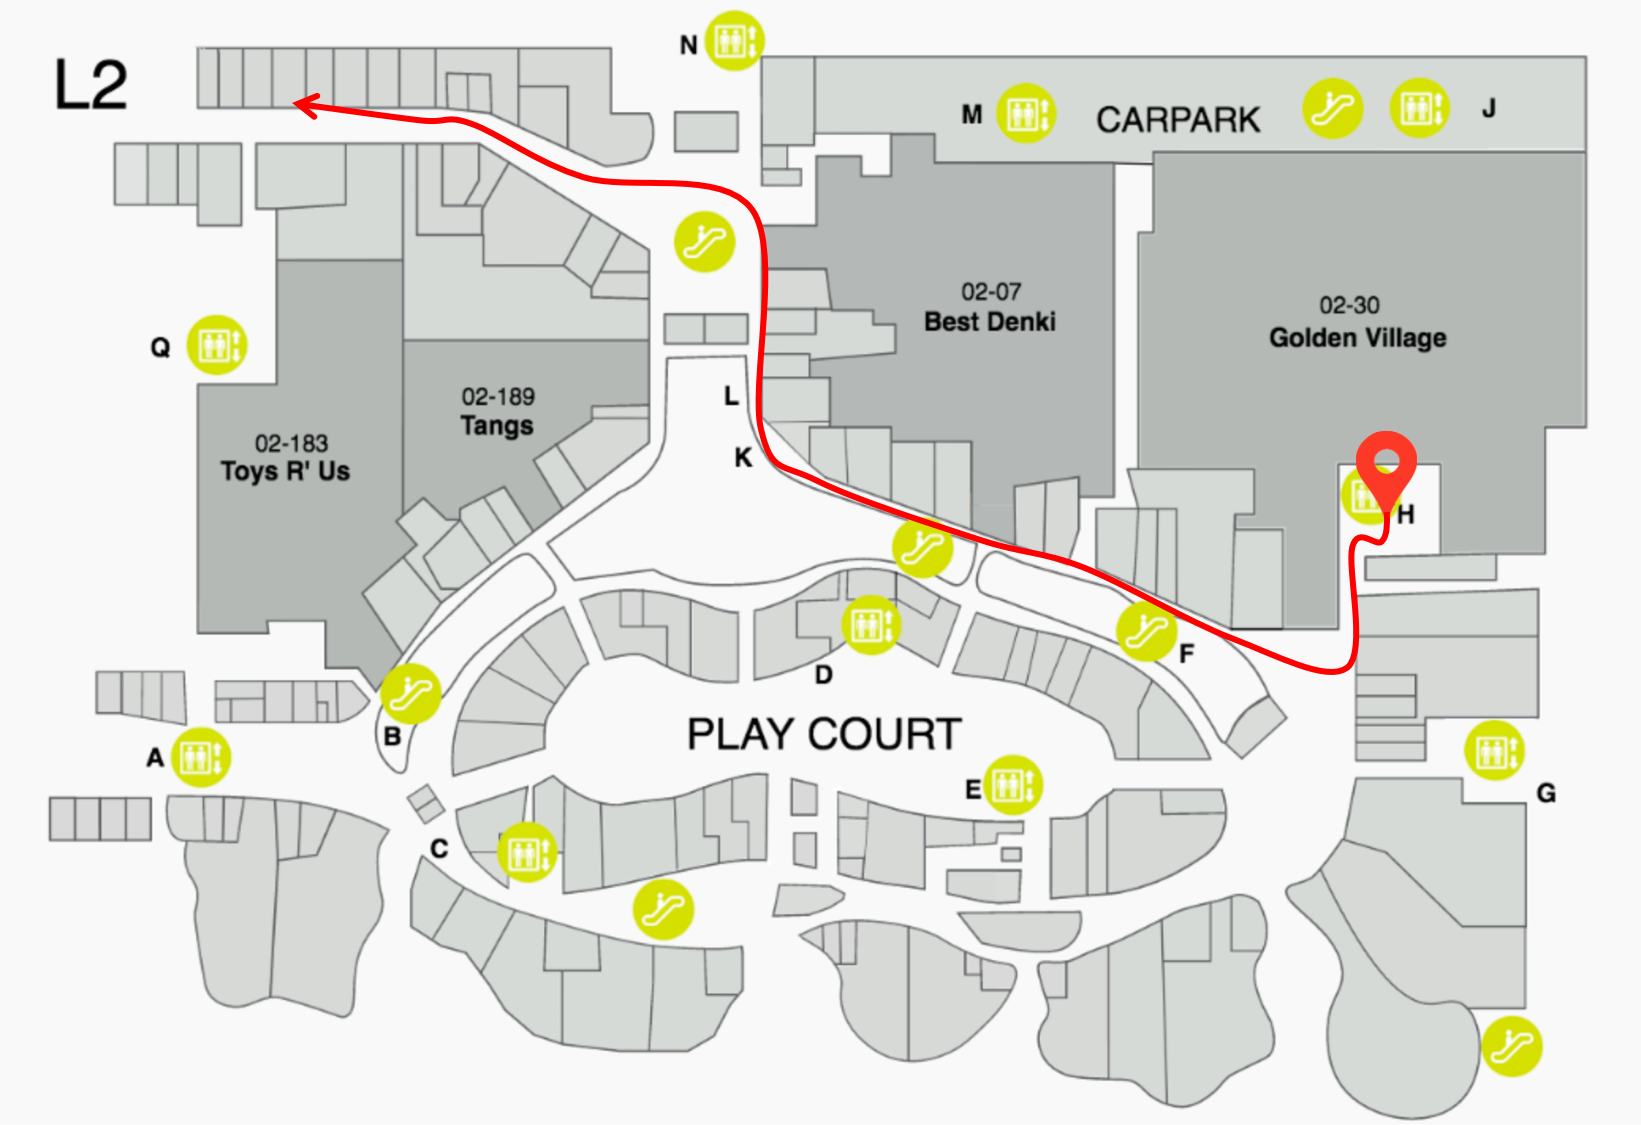 L2
N
M
CARPARK
J
02-07
Best Denki
02-30
Golden Village
Q
02-189
Tangs
L
02-183
Toys R' Us
K
H
F
D
B
PLAY COURT
A
E
G
C